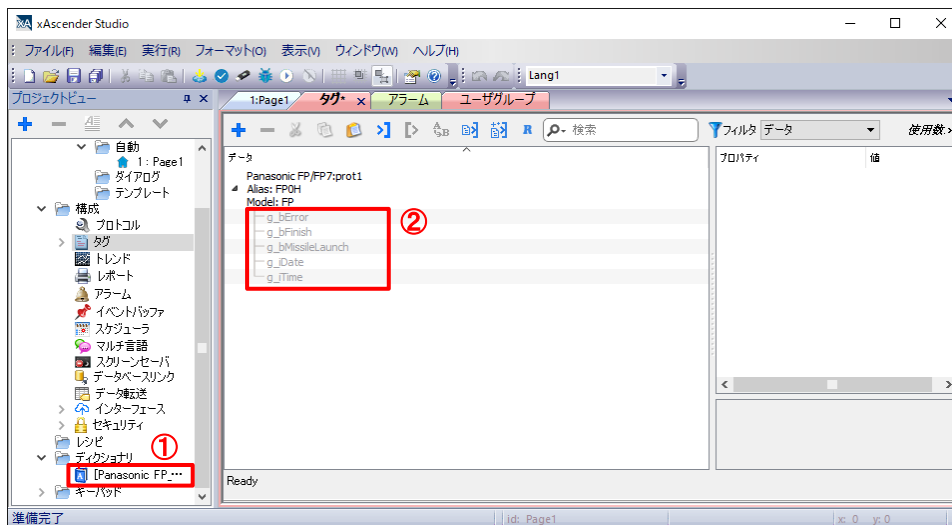 xAscender Studio
ファイル(F) 編集(E) 実行(R) フォーマット(O) 表示(V) ウィンドウ(W) ヘルプ(H)
Lang1
プロジェクトビュー
1:Page1 タグ* x アラーム ユーザグループ
検索
フィルタ データ 使用数:
自動
1: Page1
ダイアログ
テンプレート
構成
プロトコル
タグ
トレンド
レポート
アラーム
イベントバッファ
スケジューラ
マルチ言語
スクリーンセーバ
データベースリンク
データ転送
インターフェース
セキュリティ
レシピ
①
ディクショナリ
[Panasonic FP_…
キーパッド
データ
Panasonic FP/FP7:prot1
Alias: FP0H
Model: FP
②
g_bError
g_bFinish
g_bMissileLaunch
g_iDate
g_iTime
プロパティ 値
Ready
準備完了 id: Page1 x: 0 y: 0